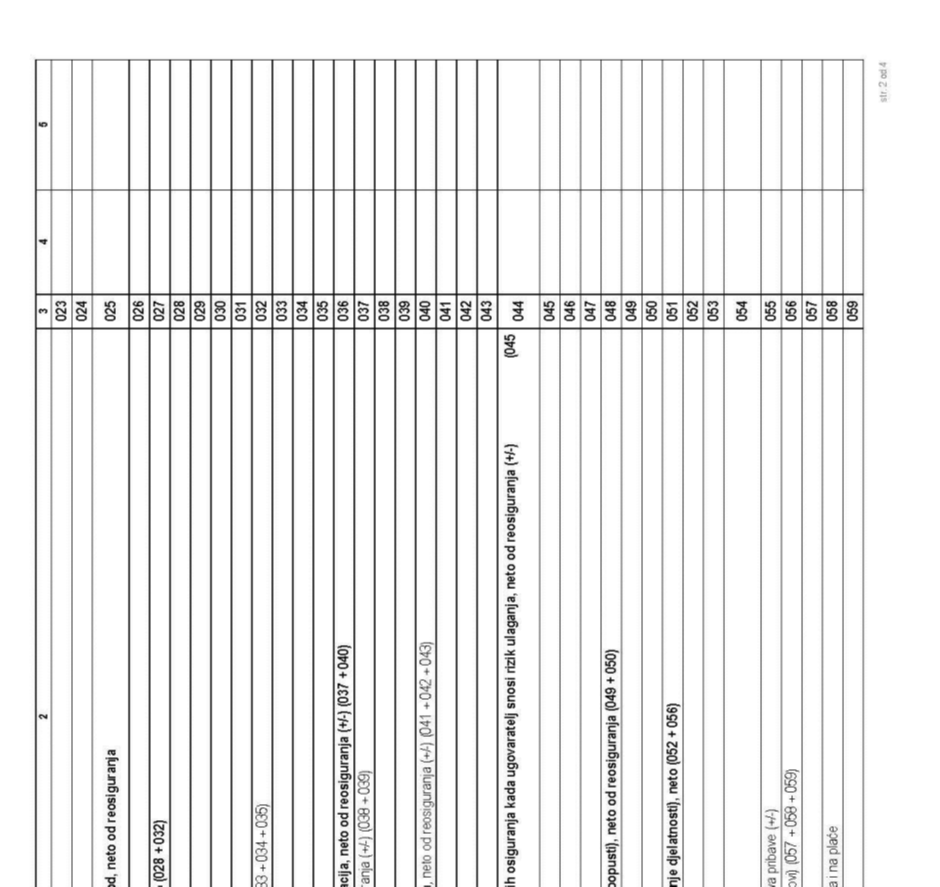 2 3 4 5
023
024
od, neto od reosiguranja 025
026
(028 + 032) 027
028
029
030
031
33 + 034 + 035) 032
033
034
035
acija, neto od reosiguranja (+/-) (037 + 040) 036
ranja (+/-) (038 + 039) 037
038
039
, neto od reosiguranja (+/-) (041 + 042 + 043) 040
041
042
043
ih osiguranja kada ugovaratelj snosi rizik ulaganja, neto od reosiguranja (+/-) (045 044
045
046
047
popusti), neto od reosiguranja (049 + 050) 048
049
050
nje djelatnosti), neto (052 + 056) 051
052
053
054
va pribave (+/-) 055
ovi) (057 + 058 + 059) 056
057
a i na plaće 058
059
str. 2 od 4